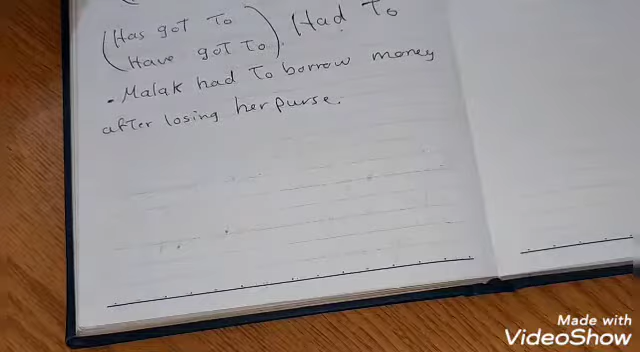 (Has got To
(Have got To). Had To
• Malak had To borrow money
after losing her purse.
Made with
VideoShow